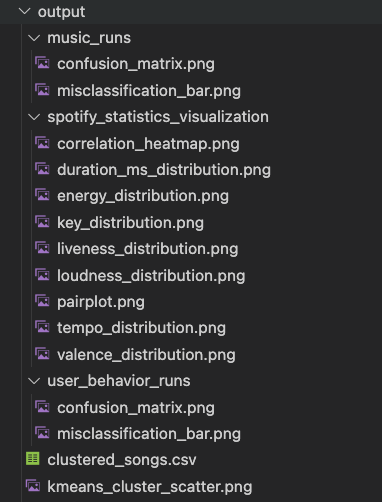 output
music_runs
confusion_matrix.png
misclassification_bar.png
spotify_statistics_visualization
correlation_heatmap.png
duration_ms_distribution.png
energy_distribution.png
key_distribution.png
liveness_distribution.png
loudness_distribution.png
pairplot.png
tempo_distribution.png
valence_distribution.png
user_behavior_runs
confusion_matrix.png
misclassification_bar.png
clustered_songs.csv
kmeans_cluster_scatter.png